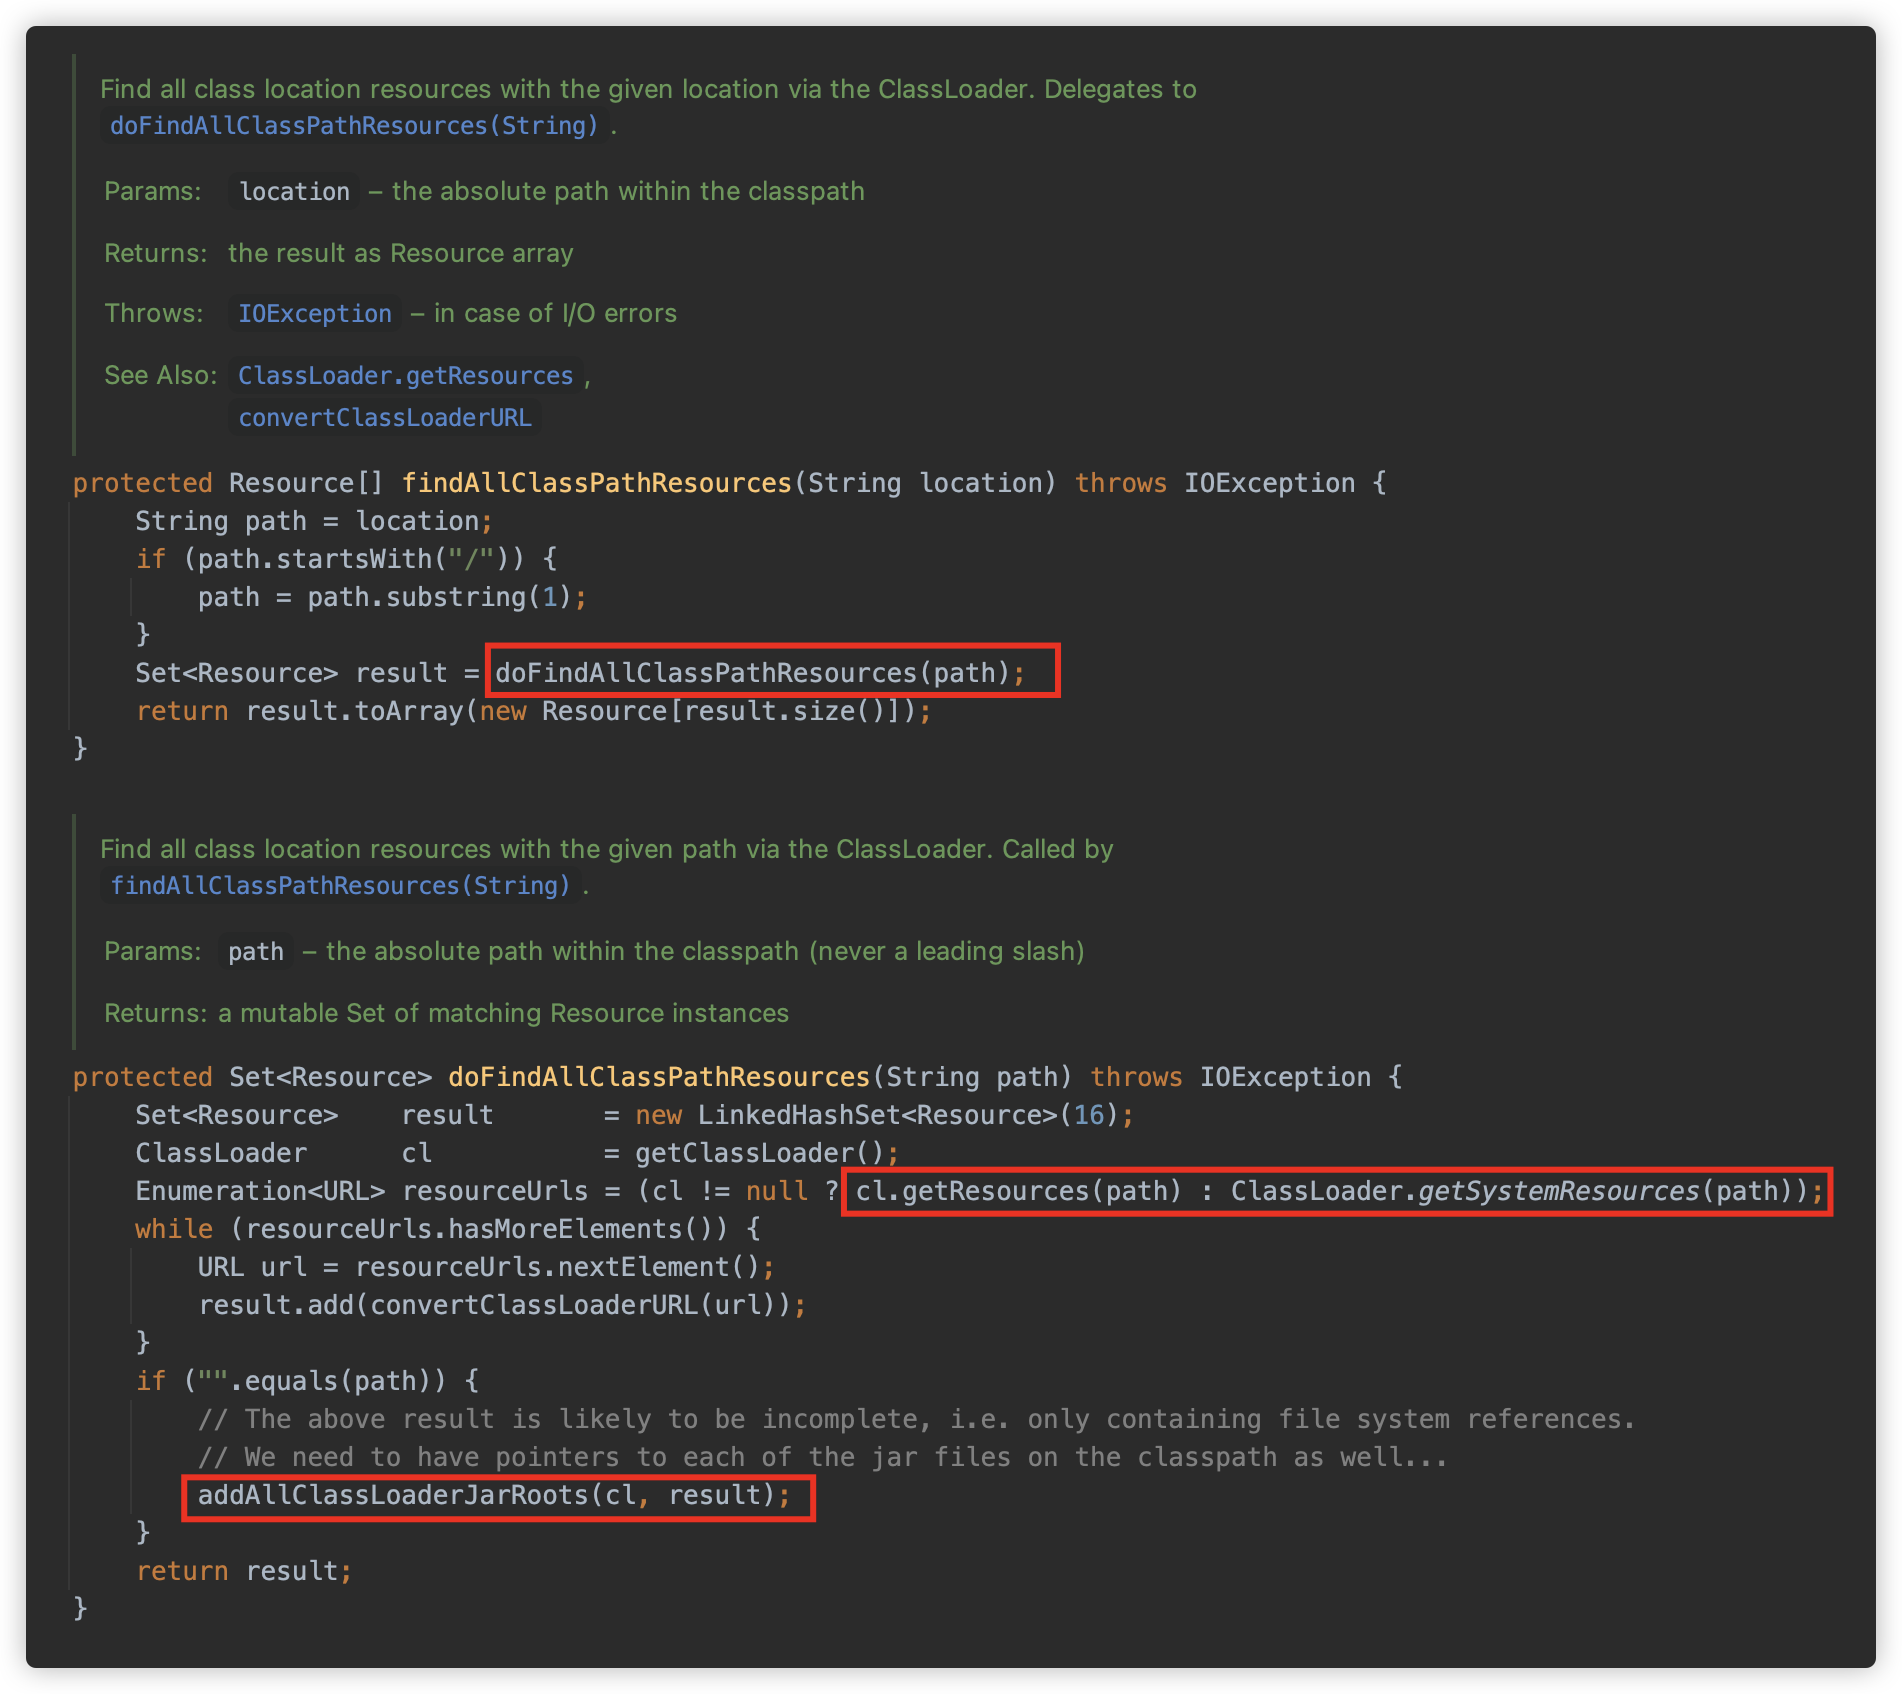 Find all class location resources with the given location via the ClassLoader. Delegates to
doFindAllClassPathResources(String) .
Params: location – the absolute path within the classpath
Returns: the result as Resource array
Throws: IOException – in case of I/O errors
See Also: ClassLoader.getResources ,
convertClassLoaderURL
protected Resource[] findAllClassPathResources(String location) throws IOException {
    String path = location;
    if (path.startsWith("/")) {
        path = path.substring(1);
    }
    Set<Resource> result = doFindAllClassPathResources(path);
    return result.toArray(new Resource[result.size()]);
}
Find all class location resources with the given path via the ClassLoader. Called by
findAllClassPathResources(String) .
Params: path – the absolute path within the classpath (never a leading slash)
Returns: a mutable Set of matching Resource instances
protected Set<Resource> doFindAllClassPathResources(String path) throws IOException {
    Set<Resource>    result       = new LinkedHashSet<Resource>(16);
    ClassLoader      cl           = getClassLoader();
    Enumeration<URL> resourceUrls = (cl != null ? cl.getResources(path) : ClassLoader.getSystemResources(path));
    while (resourceUrls.hasMoreElements()) {
        URL url = resourceUrls.nextElement();
        result.add(convertClassLoaderURL(url));
    }
    if ("".equals(path)) {
        // The above result is likely to be incomplete, i.e. only containing file system references.
        // We need to have pointers to each of the jar files on the classpath as well...
        addAllClassLoaderJarRoots(cl, result);
    }
    return result;
}